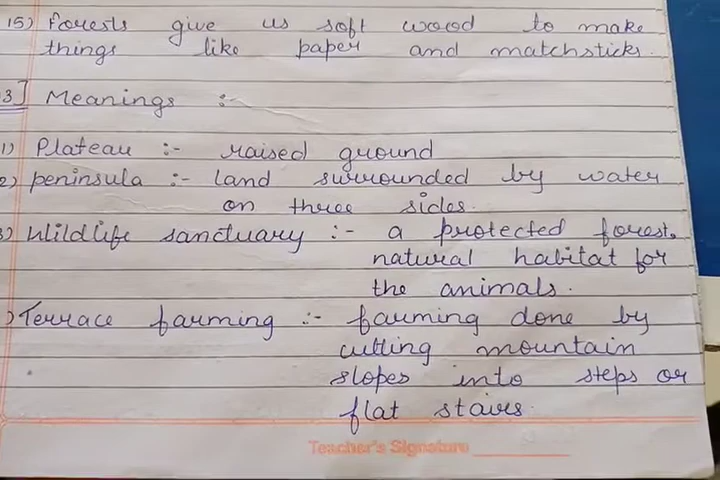 15) Forests give us soft wood to make
things like paper and matchsticks.
3] Meanings :-
1) Plateau :- raised ground
2) peninsula :- land surrounded by water
on three sides.
3) Wildlife sanctuary :- a protected forest,
natural habitat for
the animals.
) Terrace farming :- farming done by
cutting mountain
slopes into steps or
flat stairs.
Teacher's Signature